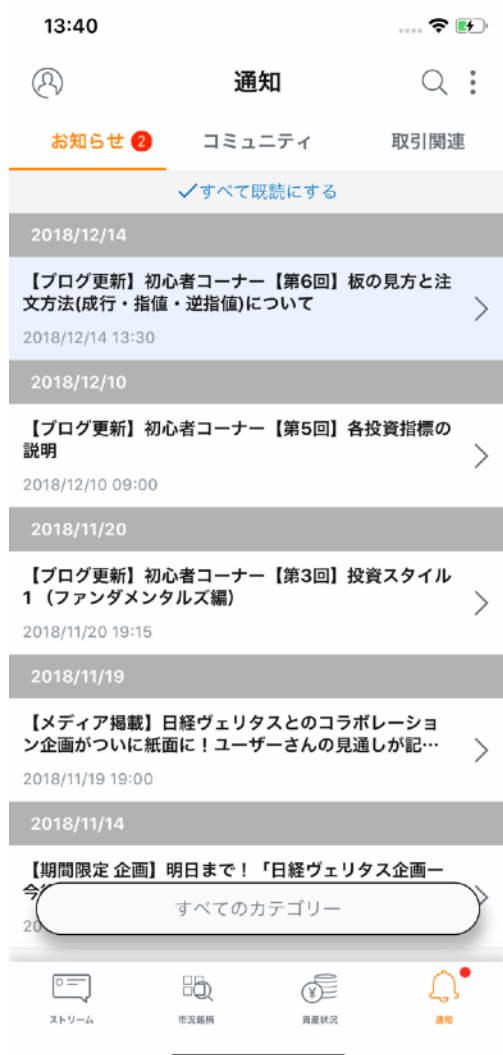 13:40
通知
お知らせ 2
コミュニティ
取引関連
すべて既読にする
2018/12/14
【ブログ更新】初心者コーナー【第6回】板の見方と注
文方法(成行・指値・逆指値)について
2018/12/14 13:30
2018/12/10
【ブログ更新】初心者コーナー【第5回】各投資指標の
説明
2018/12/10 09:00
2018/11/20
【ブログ更新】初心者コーナー【第3回】投資スタイル
1 （ファンダメンタルズ編）
2018/11/20 19:15
2018/11/19
【メディア掲載】日経ヴェリタスとのコラボレーショ
ン企画がついに紙面に！ユーザーさんの見通しが記…
2018/11/19 19:00
2018/11/14
【期間限定 企画】明日まで！「日経ヴェリタス企画ー
すべてのカテゴリー
20
ストリーム
市況銘柄
資産状況
通知